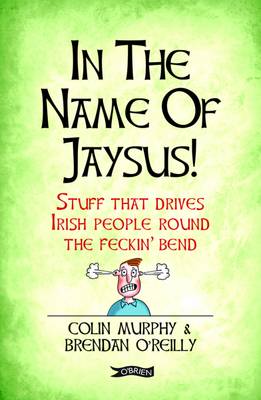 IN THE
NAME OF
JAYSUS!
STUFF THAT DRIVES
IRISH PEOPLE ROUND
THE FECKIN' BEND
COLIN MURPHY &
BRENDAN O'REILLY
O'BRIEN